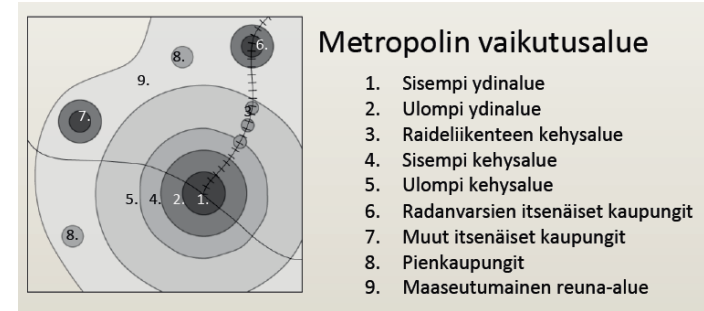 Metropolin vaikutusalue
1. Sisempi ydinalue
2. Ulompi ydinalue
3. Raideliikenteen kehysalue
4. Sisempi kehysalue
5. Ulompi kehysalue
6. Radanvarsien itsenäiset kaupungit
7. Muut itsenäiset kaupungit
8. Pienkaupungit
9. Maaseutumainen reuna-alue
6.
8.
9.
3.
7.
5. 4. 2. 1.
8.